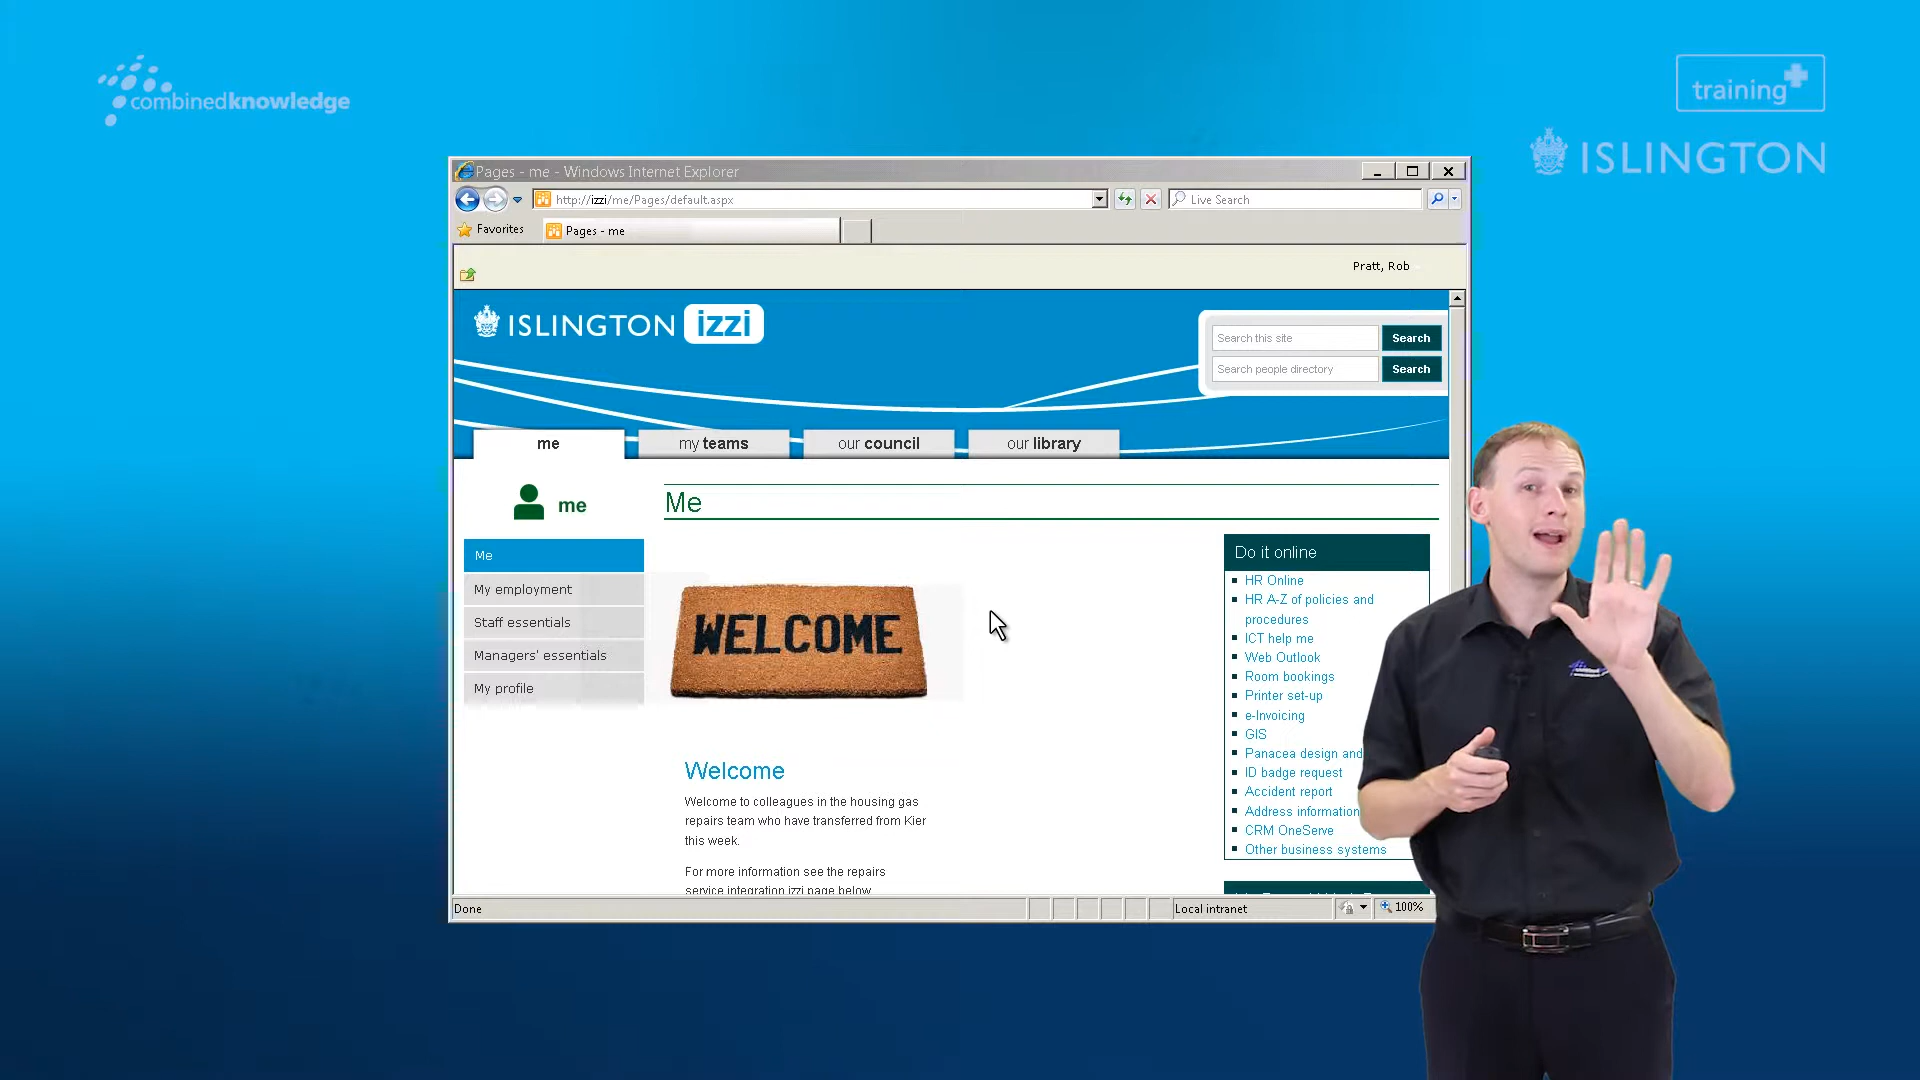 combinedknowledge
training
ISLINGTON
Pages - me - Windows Internet Explorer
http://izzi/me/Pages/default.aspx
Live Search
Favorites
Pages - me
Pratt, Rob
ISLINGTON izzi
Search this site
Search
Search people directory
Search
me
my teams
our council
our library
me
Me
Me
My employment
Staff essentials
Managers' essentials
My profile
WELCOME
Welcome
Welcome to colleagues in the housing gas
repairs team who have transferred from Kier
this week.
For more information see the repairs
service integration izzi page below
Do it online
HR Online
HR A-Z of policies and
procedures
ICT help me
Web Outlook
Room bookings
Printer set-up
e-Invoicing
GIS
Panacea design and
ID badge request
Accident report
Address information
CRM OneServe
Other business systems
Done
Local intranet
100%